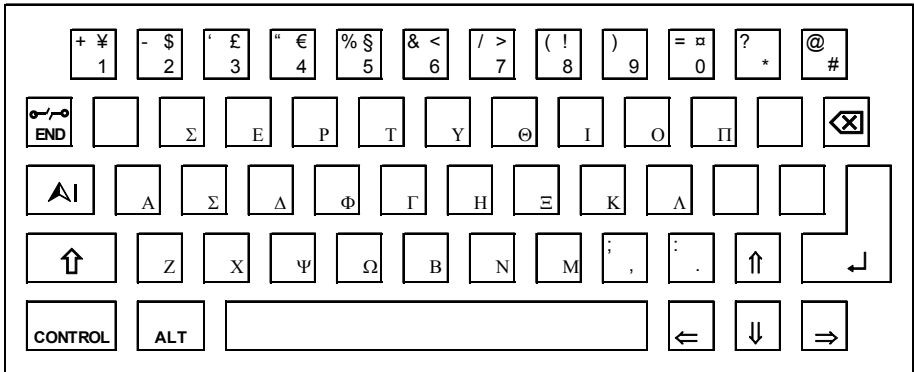 + ¥ - $ ‘ £ “ € % § & < / > ( ! ) = ¤ ? @
1 2 3 4 5 6 7 8 9 0 * #
END Σ Ε Ρ Τ Υ Θ Ι Ο Π
Α Σ Δ Φ Γ Η Ξ Κ Λ
; :
Ζ Χ Ψ Ω Β Ν Μ , .
CONTROL ALT